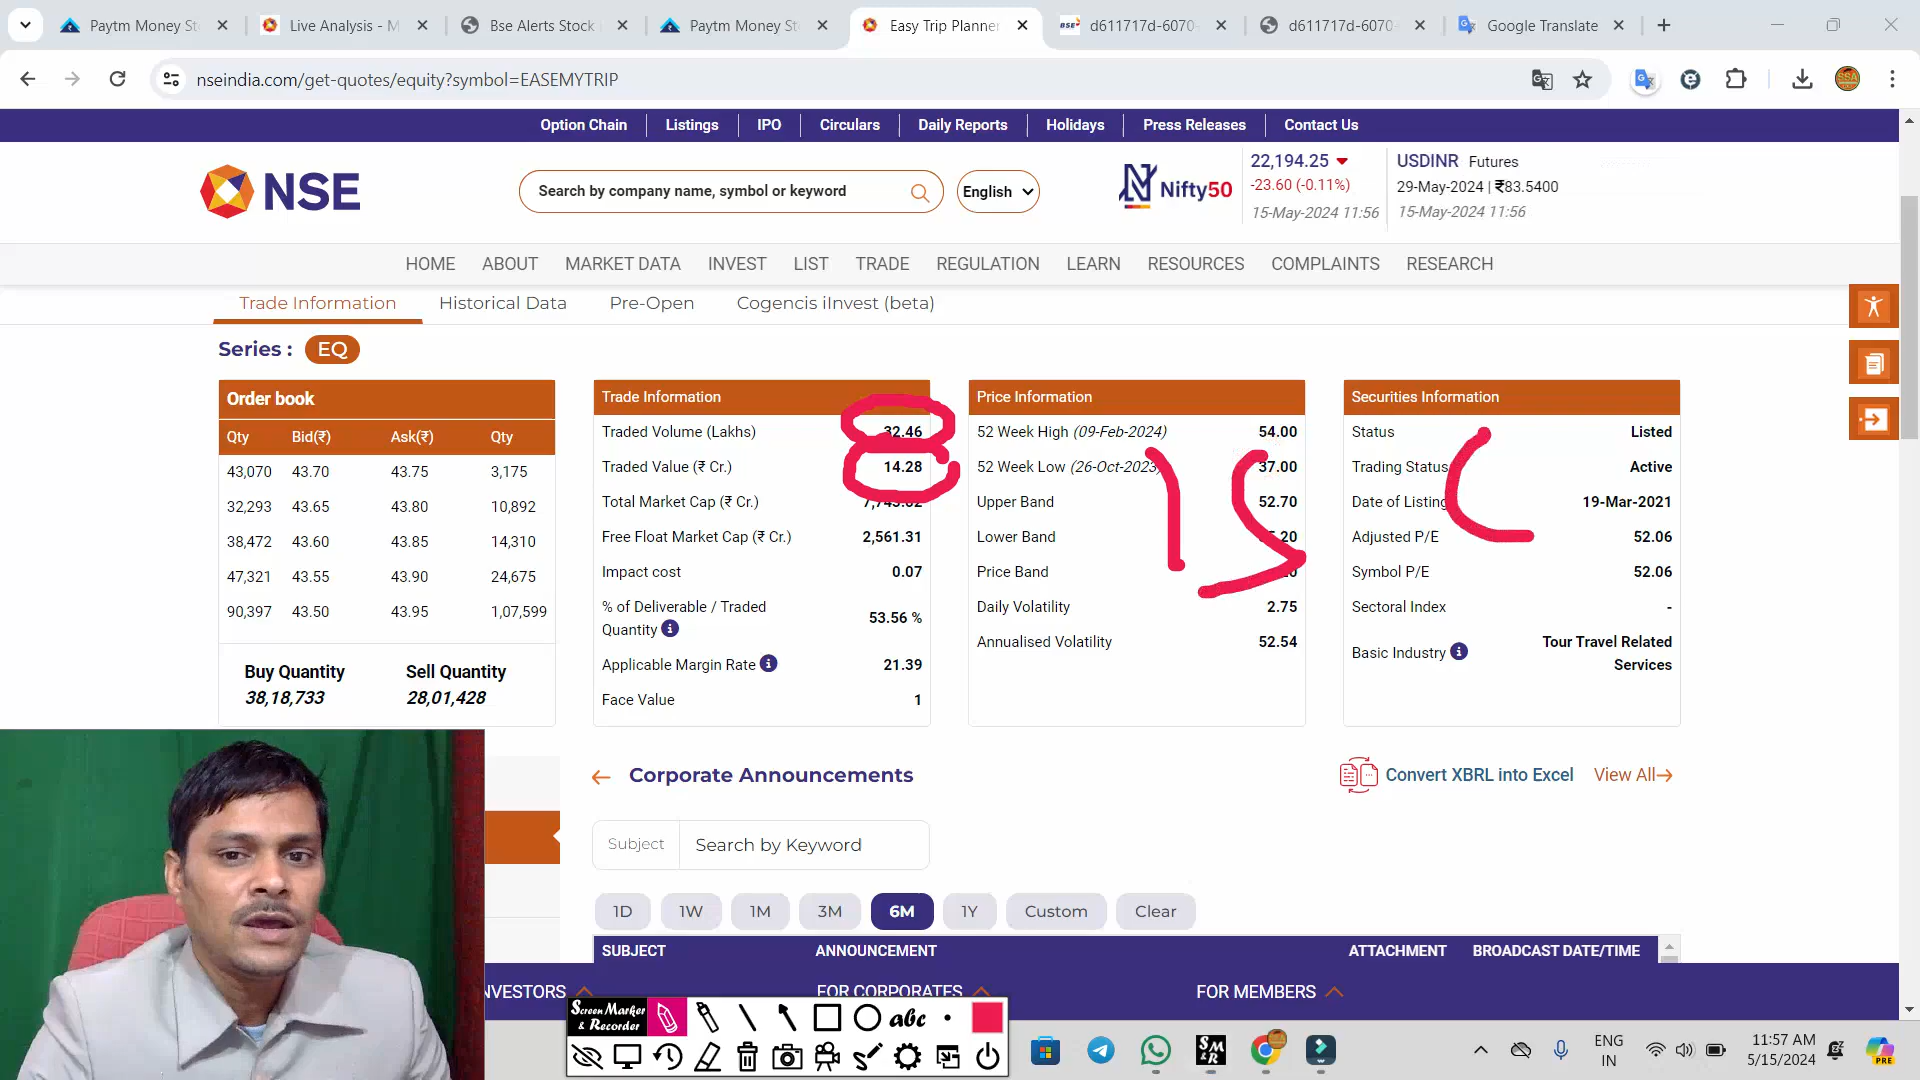 Paytm Money St
Live Analysis - M
Bse Alerts Stock
Paytm Money St
Easy Trip Planner
d611717d-6070-
d611717d-6070-
Google Translate
nseindia.com/get-quotes/equity?symbol=EASEMYTRIP
Option Chain
Listings
IPO
Circulars
Daily Reports
Holidays
Press Releases
Contact Us
NSE
Search by company name, symbol or keyword
English
Nifty50
22,194.25
-23.60 (-0.11%)
15-May-2024 11:56
USDINR Futures
29-May-2024 | ₹83.5400
15-May-2024 11:56
HOME ABOUT MARKET DATA INVEST LIST TRADE REGULATION LEARN RESOURCES COMPLAINTS RESEARCH
Trade Information Historical Data Pre-Open Cogencis iInvest (beta)
Series : EQ
Order book
Qty Bid(₹) Ask(₹) Qty
43,070 43.70 43.75 3,175
32,293 43.65 43.80 10,892
38,472 43.60 43.85 14,310
47,321 43.55 43.90 24,675
90,397 43.50 43.95 1,07,599
Buy Quantity Sell Quantity
38,18,733 28,01,428
Trade Information
Traded Volume (Lakhs) 32.46
Traded Value (₹ Cr.) 14.28
Total Market Cap (₹ Cr.)
Free Float Market Cap (₹ Cr.) 2,561.31
Impact cost 0.07
% of Deliverable / Traded
Quantity 53.56 %
Applicable Margin Rate 21.39
Face Value 1
Price Information
52 Week High (09-Feb-2024) 54.00
52 Week Low (26-Oct-2023) 37.00
Upper Band 52.70
Lower Band
Price Band
Daily Volatility 2.75
Annualised Volatility 52.54
15 L
Securities Information
Status Listed
Trading Status Active
Date of Listing 19-Mar-2021
Adjusted P/E 52.06
Symbol P/E 52.06
Sectoral Index -
Basic Industry Tour Travel Related
Services
Corporate Announcements
Convert XBRL into Excel
View All
Subject Search by Keyword
1D 1W 1M 3M 6M 1Y Custom Clear
SUBJECT ANNOUNCEMENT ATTACHMENT BROADCAST DATE/TIME
NVESTORS FOR CORPORATES FOR MEMBERS
Screen Marker
& Recorder
abc
SM
&R
PRE
ENG
IN
11:57 AM
5/15/2024